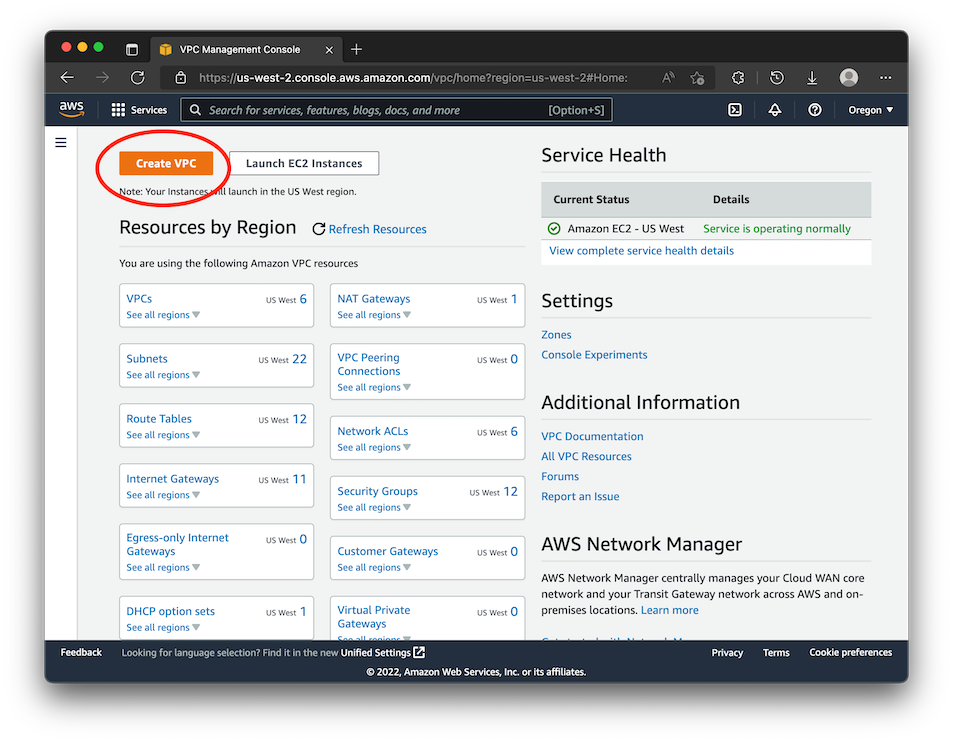 VPC Management Console
https://us-west-2.console.aws.amazon.com/vpc/home?region=us-west-2#Home:
aws
Services
Search for services, features, blogs, docs, and more
[Option+S]
Oregon
Create VPC
Launch EC2 Instances
Note: Your Instances will launch in the US West region.
Resources by Region
Refresh Resources
You are using the following Amazon VPC resources
VPCs
US West 6
See all regions
NAT Gateways
US West 1
See all regions
Subnets
US West 22
See all regions
VPC Peering
Connections
US West 0
See all regions
Route Tables
US West 12
See all regions
Network ACLs
US West 6
See all regions
Internet Gateways
US West 11
See all regions
Security Groups
US West 12
See all regions
Egress-only Internet
Gateways
US West 0
See all regions
Customer Gateways
US West 0
See all regions
DHCP option sets
US West 1
See all regions
Virtual Private
Gateways
US West 0
See all regions
Service Health
Current Status
Details
Amazon EC2 - US West
Service is operating normally
View complete service health details
Settings
Zones
Console Experiments
Additional Information
VPC Documentation
All VPC Resources
Forums
Report an Issue
AWS Network Manager
AWS Network Manager centrally manages your Cloud WAN core
network and your Transit Gateway network across AWS and on-
premises locations. Learn more
Feedback
Looking for language selection? Find it in the new Unified Settings
Privacy
Terms
Cookie preferences
© 2022, Amazon Web Services, Inc. or its affiliates.